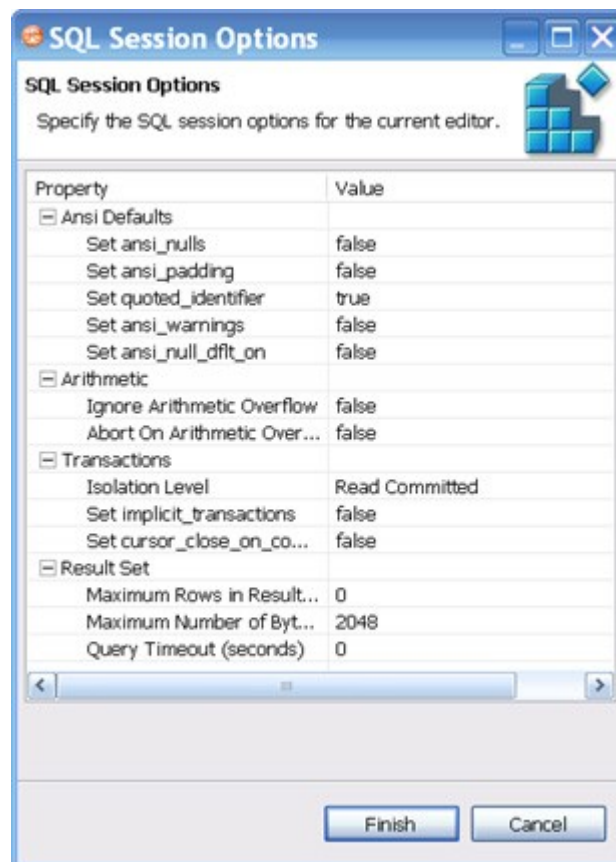 SQL Session Options
SQL Session Options
Specify the SQL session options for the current editor.
Property Value
Ansi Defaults
Set ansi_nulls false
Set ansi_padding false
Set quoted_identifier true
Set ansi_warnings false
Set ansi_null_dflt_on false
Arithmetic
Ignore Arithmetic Overflow false
Abort On Arithmetic Over... false
Transactions
Isolation Level Read Committed
Set implicit_transactions false
Set cursor_close_on_co... false
Result Set
Maximum Rows in Result... 0
Maximum Number of Byt... 2048
Query Timeout (seconds) 0
Finish Cancel